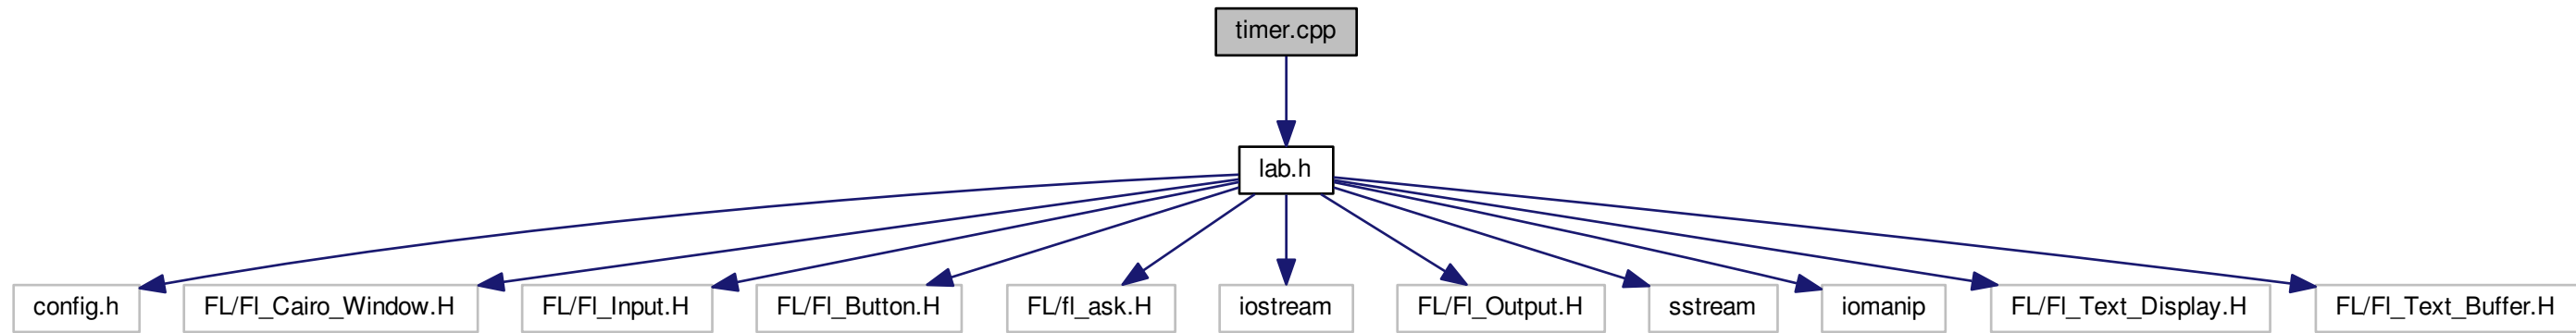 timer.cpp
lab.h
config.h
FL/Fl_Cairo_Window.H
FL/Fl_Input.H
FL/Fl_Button.H
FL/fl_ask.H
iostream
FL/Fl_Output.H
sstream
iomanip
FL/Fl_Text_Display.H
FL/Fl_Text_Buffer.H